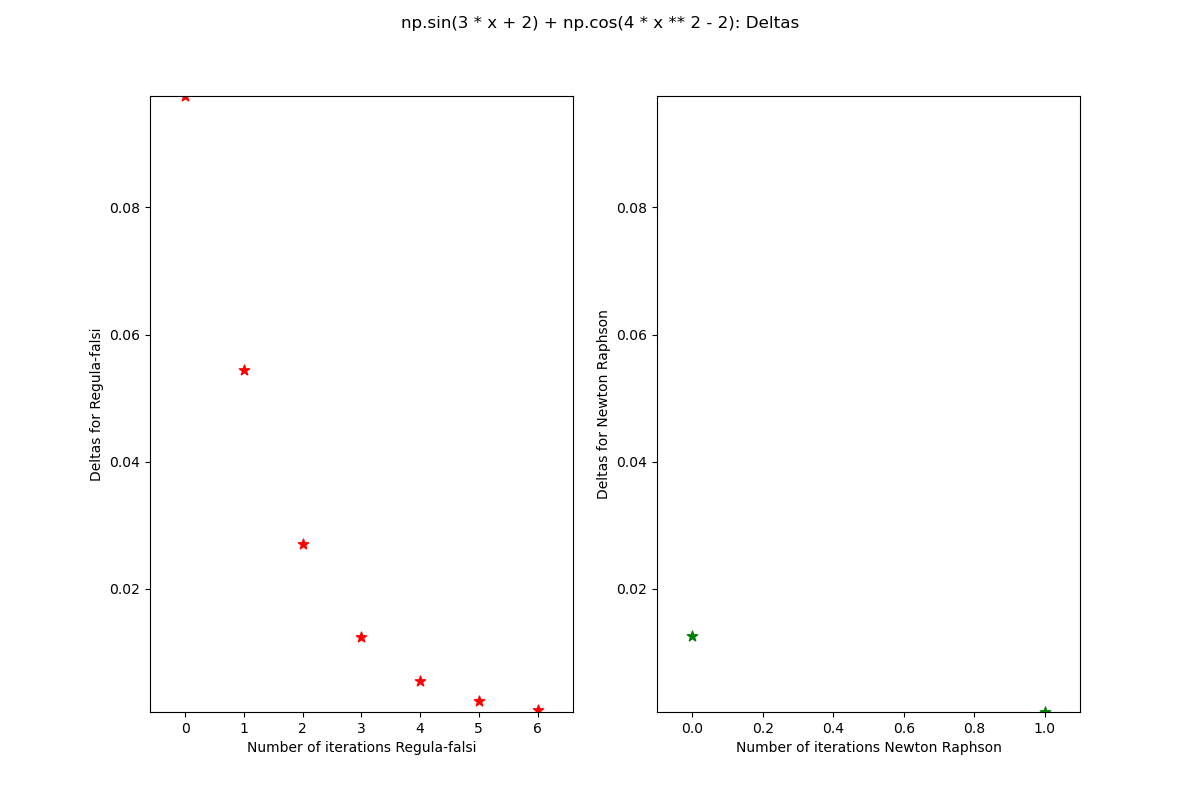 np.sin(3 * x + 2) + np.cos(4 * x ** 2 - 2): Deltas
0.08
0.06
0.04
0.02
Deltas for Regula-falsi
0 1 2 3 4 5 6
Number of iterations Regula-falsi
0.08
0.06
0.04
0.02
Deltas for Newton Raphson
0.0 0.2 0.4 0.6 0.8 1.0
Number of iterations Newton Raphson